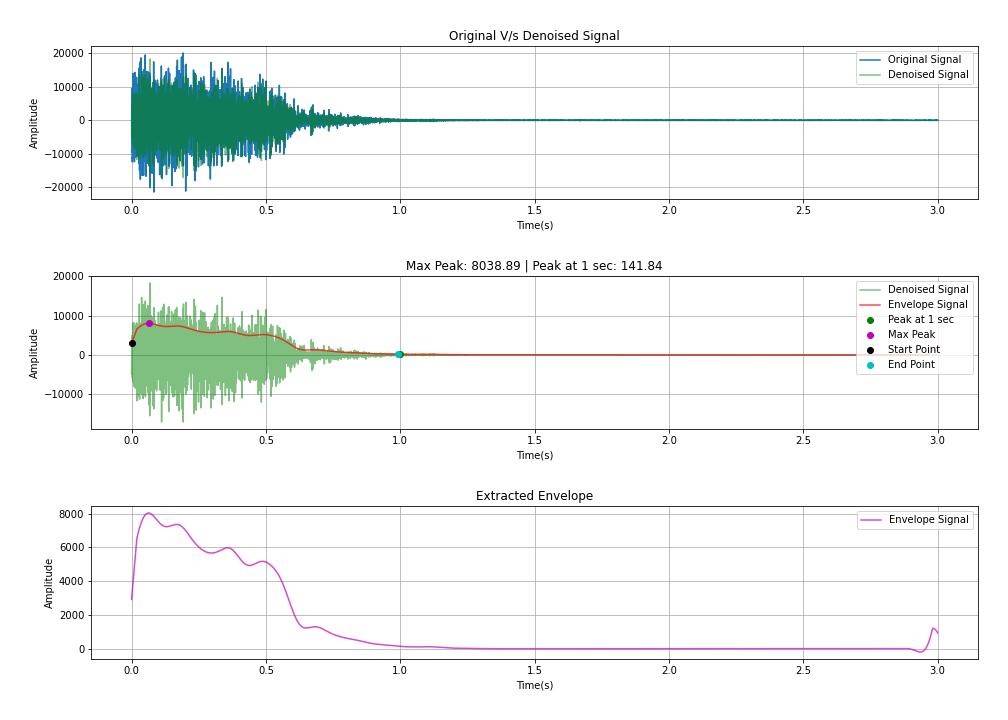 Original V/s Denoised Signal
20000
10000
0
−10000
−20000
Amplitude
Original Signal
Denoised Signal
0.0 0.5 1.0 1.5 2.0 2.5 3.0
Time(s)
Max Peak: 8038.89 | Peak at 1 sec: 141.84
20000
10000
0
−10000
Amplitude
Denoised Signal
Envelope Signal
Peak at 1 sec
Max Peak
Start Point
End Point
0.0 0.5 1.0 1.5 2.0 2.5 3.0
Time(s)
Extracted Envelope
8000
6000
4000
2000
0
Amplitude
Envelope Signal
0.0 0.5 1.0 1.5 2.0 2.5 3.0
Time(s)